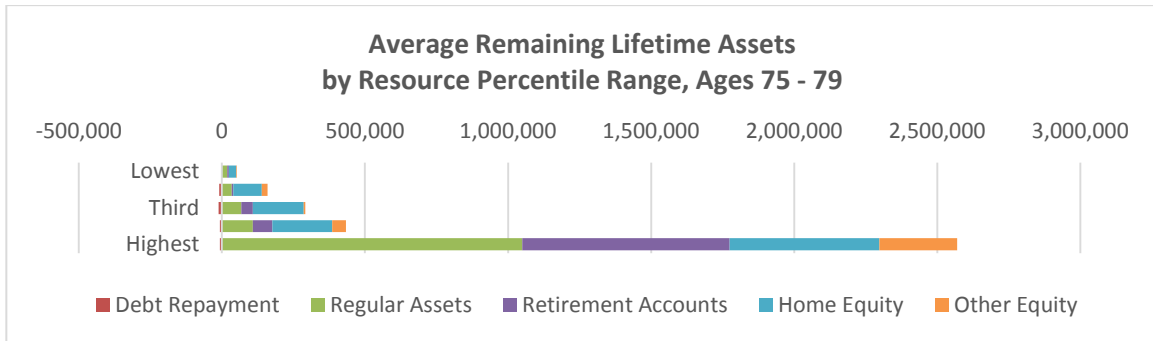 Average Remaining Lifetime Assets
by Resource Percentile Range, Ages 75 - 79
-500,000 0 500,000 1,000,000 1,500,000 2,000,000 2,500,000 3,000,000
Lowest
Third
Highest
Debt Repayment Regular Assets Retirement Accounts Home Equity Other Equity